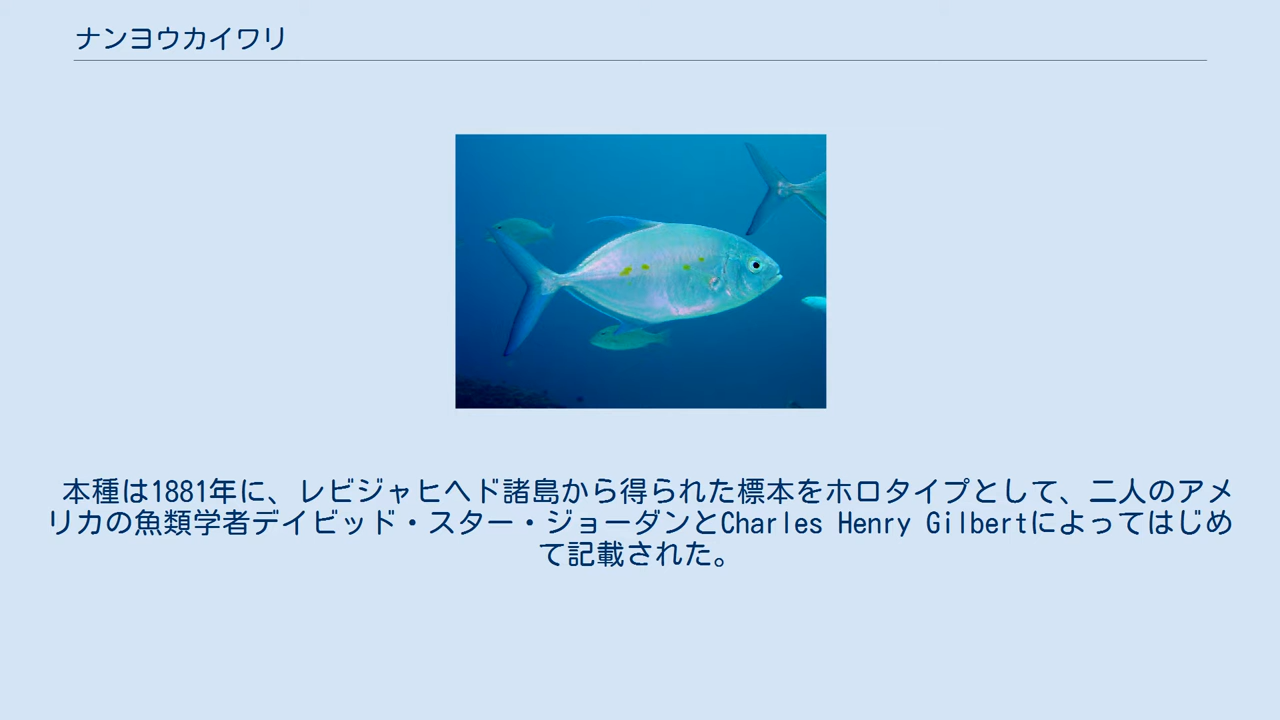 ナンヨウカイワリ
本種は1881年に、レビジャヒヘド諸島から得られた標本をホロタイプとして、二人のアメ
リカの魚類学者デイビッド・スター・ジョーダンとCharles Henry Gilbertによってはじめ
て記載された。